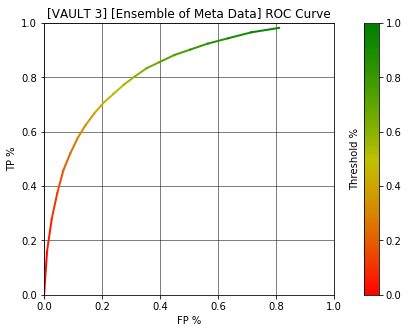 [VAULT 3] [Ensemble of Meta Data] ROC Curve
TP %
1.0
0.8
0.6
0.4
0.2
0.0
0.0 0.2 0.4 0.6 0.8 1.0
FP %
Threshold %
1.0
0.8
0.6
0.4
0.2
0.0